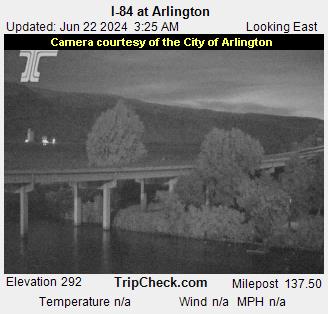 I-84 at Arlington
Updated: Jun 22 2024 3:25 AM Looking East
Camera courtesy of the City of Arlington
Elevation 292 TripCheck.com Milepost 137.50
Temperature n/a Wind n/a MPH n/a